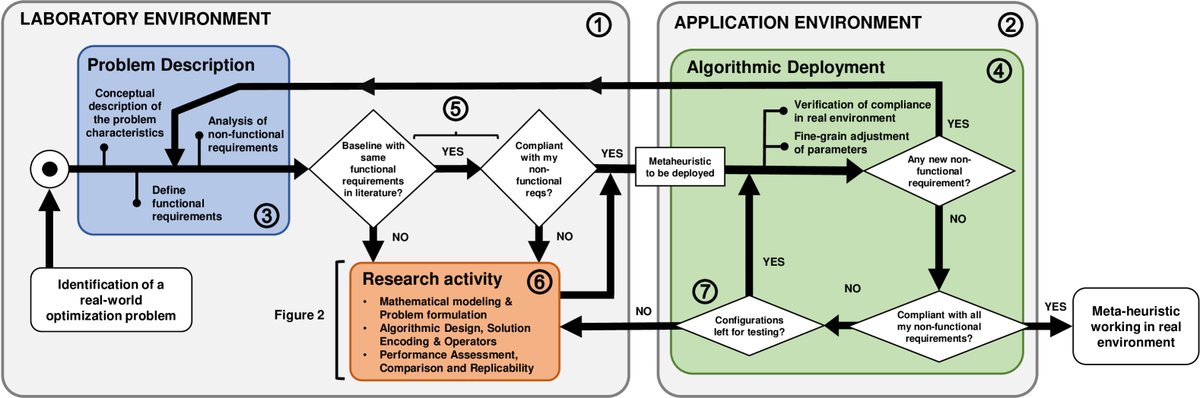 LABORATORY ENVIRONMENT
1
Problem Description
Conceptual
description of
the problem
characteristics
Analysis of
non-functional
requirements
Define
functional
requirements
3
Identification of a
real-world
optimization problem
5
Baseline with
same
functional
requirements
in literature?
YES
NO
Compliant
with my
non-
functional
reqs?
YES
NO
Figure 2
Research activity
6
• Mathematical modeling &
Problem formulation
• Algorithmic Design, Solution
Encoding & Operators
• Performance Assessment,
Comparison and Replicability
APPLICATION ENVIRONMENT
2
Algorithmic Deployment
4
Metaheuristic
to be deployed
Verification of compliance
in real environment
Fine-grain adjustment
of parameters
YES
Any new non-
functional
requirement?
NO
Compliant with all
my non-functional
requirements?
NO
YES
7
YES
Configurations
left for testing?
NO
Meta-heuristic
working in real
environment